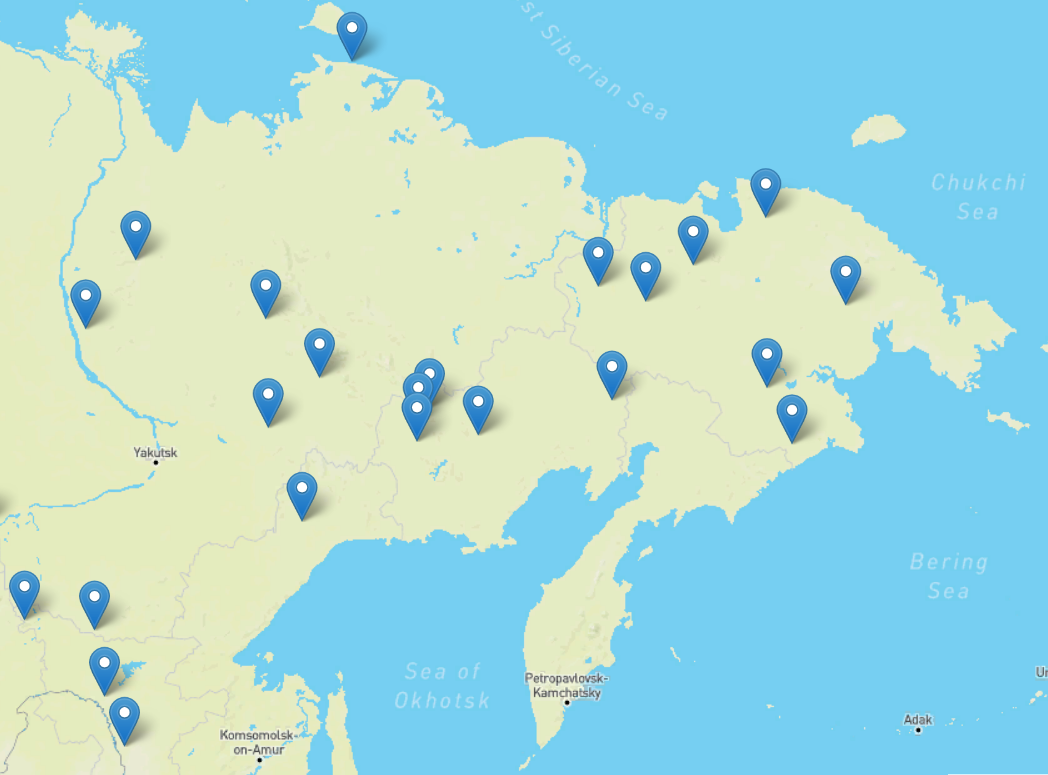 st Siberian Sea
Chukchi
Sea
Yakutsk
Bering
Sea
Sea of
Okhotsk
Petropavlovsk-
Kamchatsky
Adak
Komsomolsk-
on-Amur